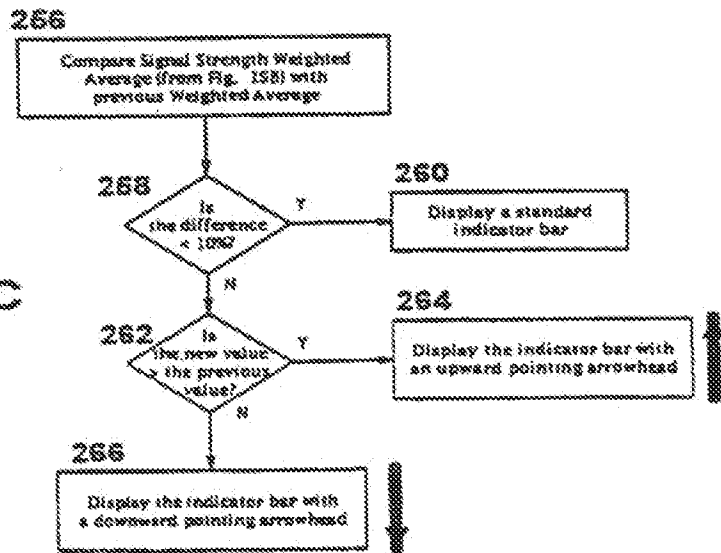 266
Compare Signal Strength Weighted
Average (from Fig. 15B) with
previous Weighted Average
268
Is
the difference
< 10%?
Y
260
Display a standard
indicator bar
N
C
262
Is
the new value
> the previous
value?
Y
264
Display the indicator bar with
an upward pointing arrowhead
N
266
Display the indicator bar with
a downward pointing arrowhead